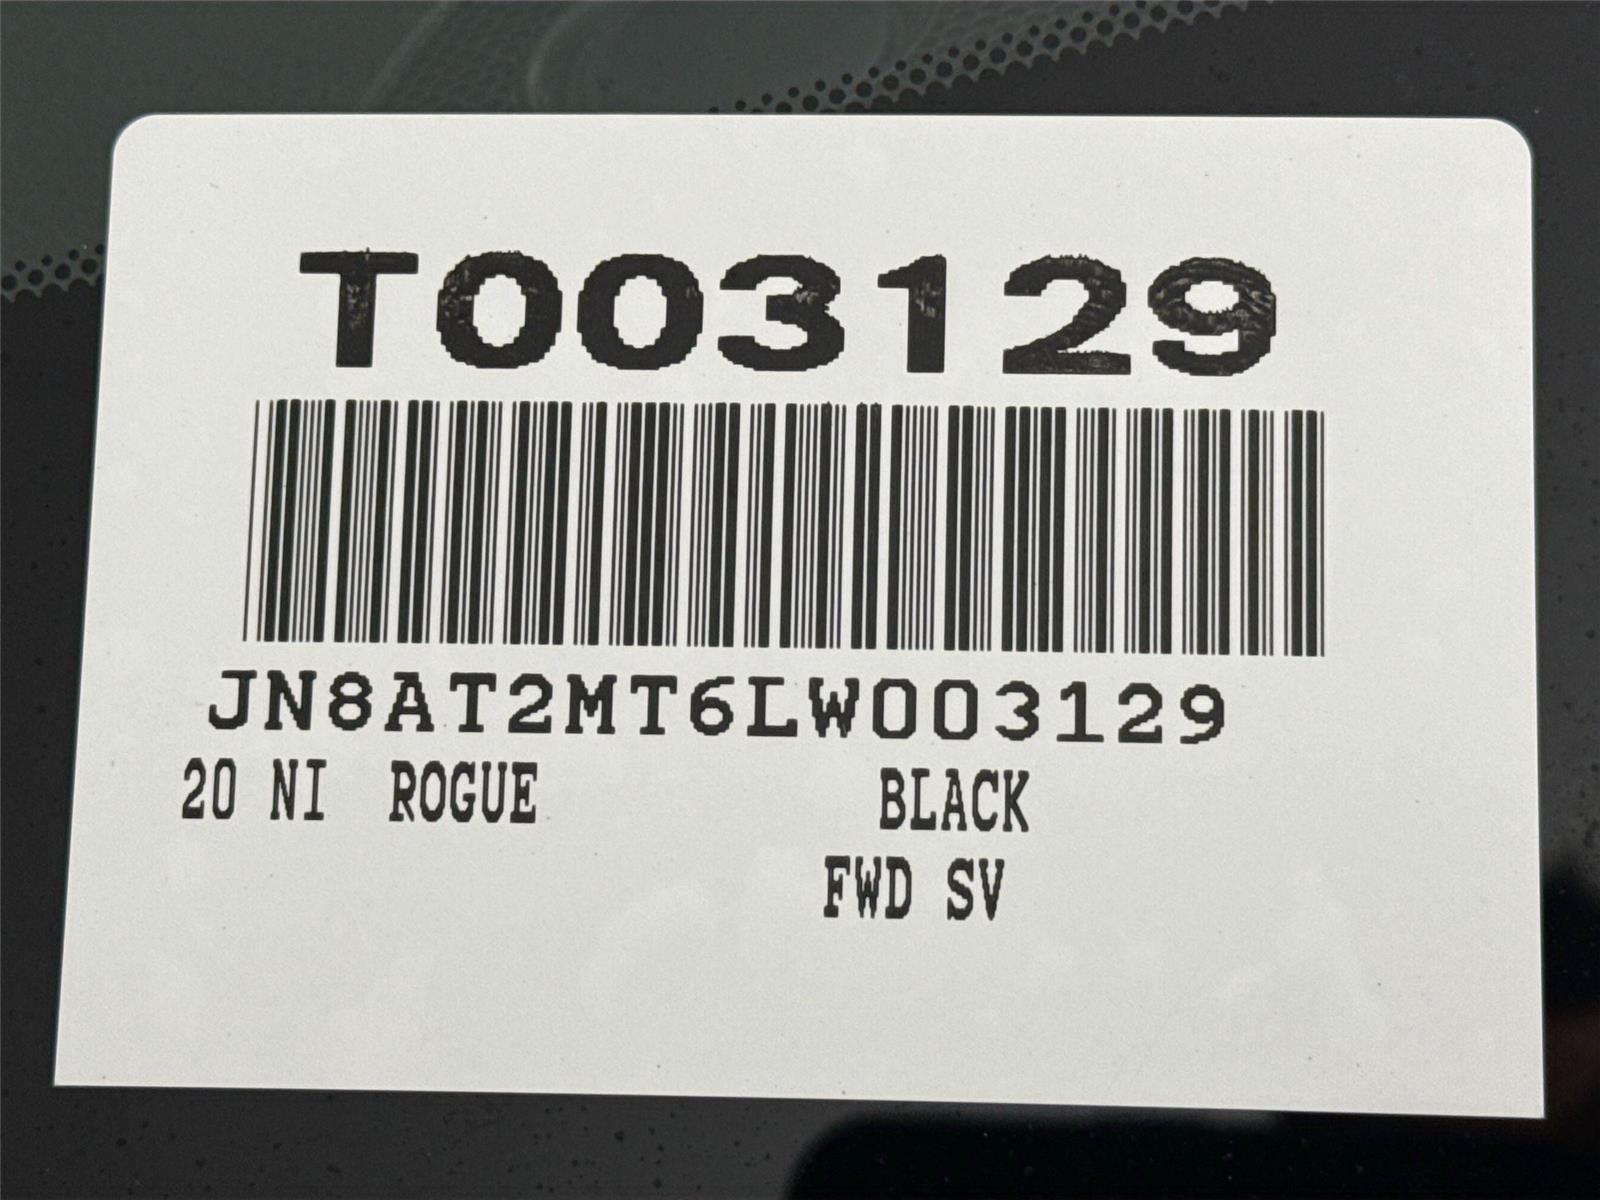 T003129
JN8AT2MT6LW003129
20 NI ROGUE BLACK
FWD SV